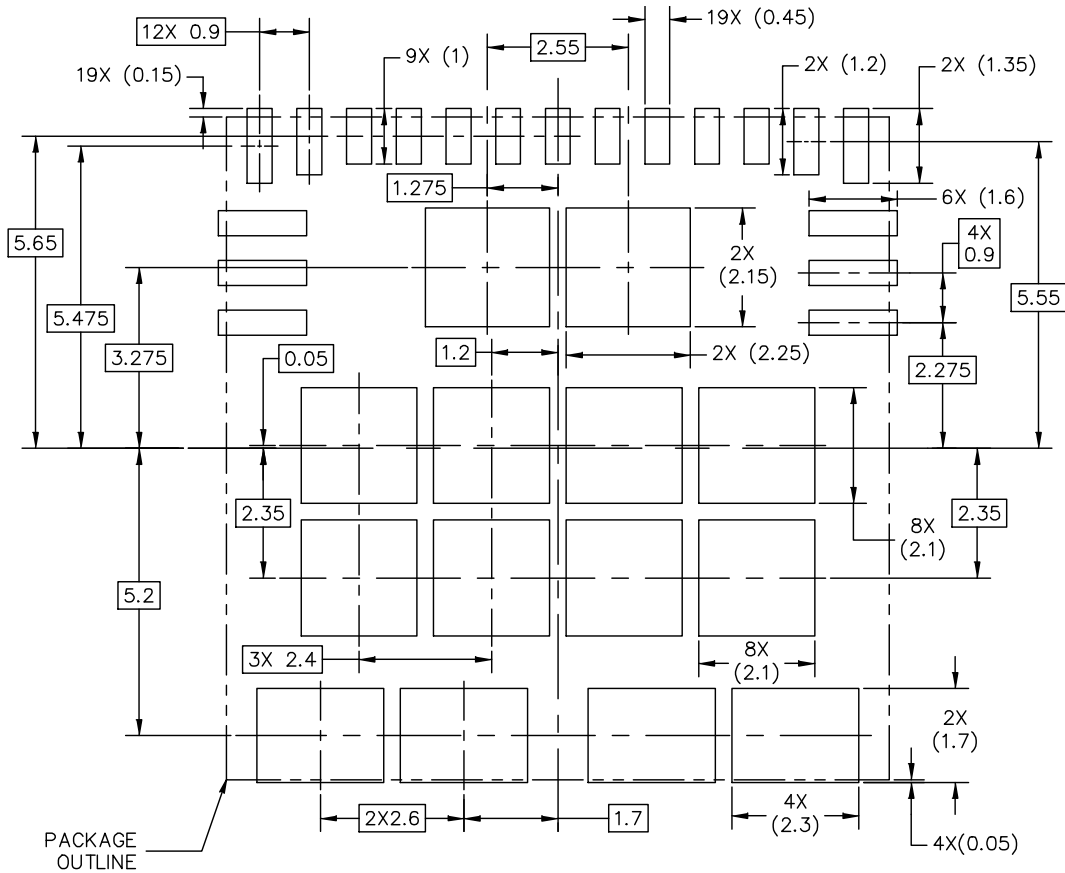 12X 0.9
2.55
19X (0.45)
9X (1)
2X (1.2)
2X (1.35)
19X (0.15)
1.275
6X (1.6)
5.65
4X
0.9
2X
(2.15)
5.55
5.475
3.275
0.05
1.2
2X (2.25)
2.275
2.35
2.35
8X
(2.1)
5.2
3X 2.4
8X
(2.1)
2X
(1.7)
2X2.6
1.7
4X
(2.3)
4X(0.05)
PACKAGE
OUTLINE